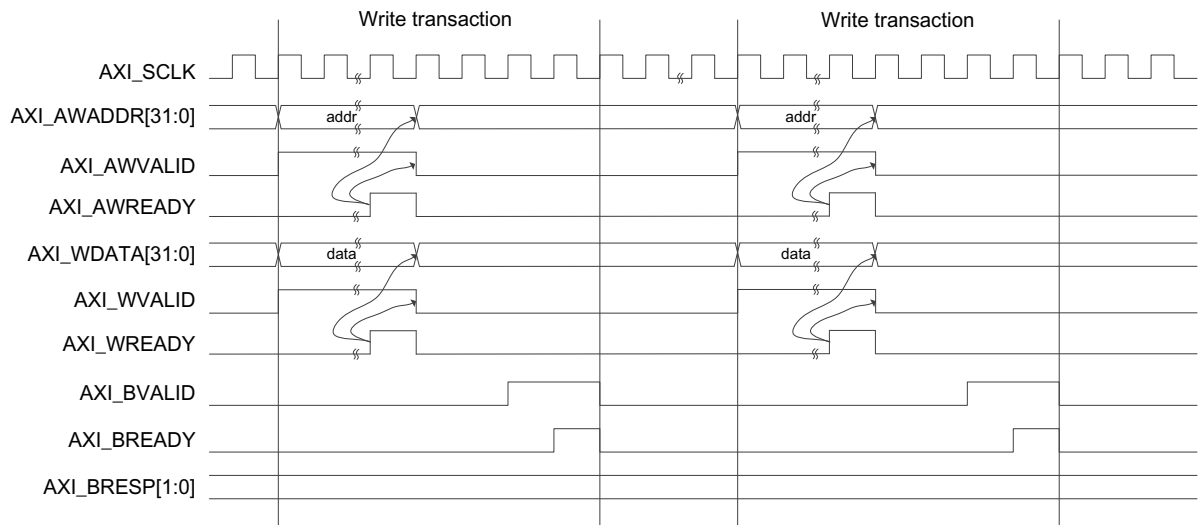 Write transaction Write transaction
AXI_SCLK
AXI_AWADDR[31:0] addr addr
AXI_AWVALID
AXI_AWREADY
AXI_WDATA[31:0] data data
AXI_WVALID
AXI_WREADY
AXI_BVALID
AXI_BREADY
AXI_BRESP[1:0]